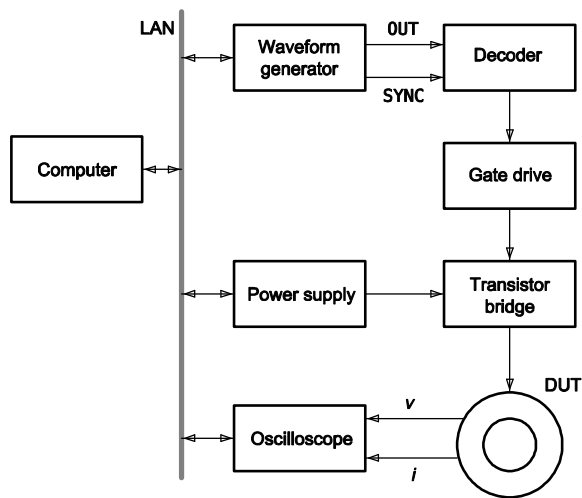 LAN
Waveform
generator
OUT
SYNC
Decoder
Computer
Gate drive
Power supply
Transistor
bridge
DUT
Oscilloscope
v
i